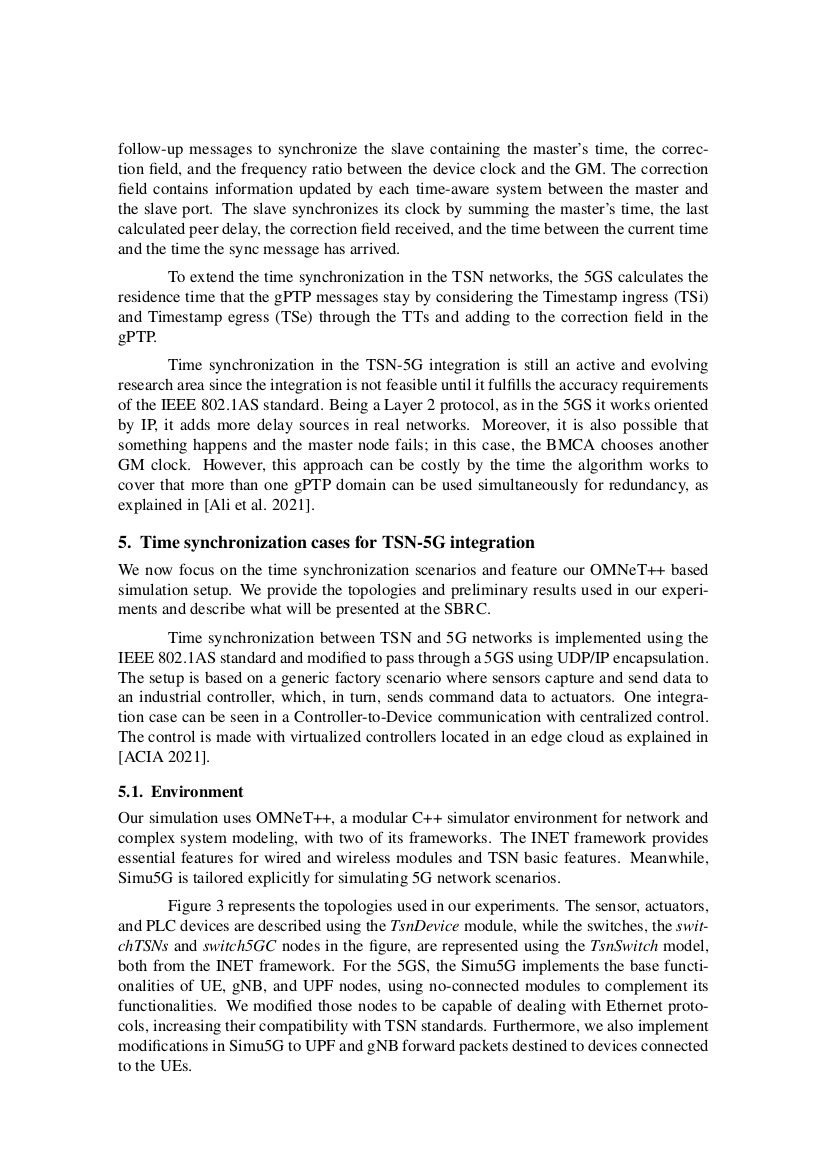 follow-up messages to synchronize the slave containing the master's time, the correc-
tion field, and the frequency ratio between the device clock and the GM. The correction
field contains information updated by each time-aware system between the master and
the slave port. The slave synchronizes its clock by summing the master's time, the last
calculated peer delay, the correction field received, and the time between the current time
and the time the sync message has arrived.
To extend the time synchronization in the TSN networks, the 5GS calculates the
residence time that the gPTP messages stay by considering the Timestamp ingress (TSi)
and Timestamp egress (TSe) through the TTs and adding to the correction field in the
gPTP.
Time synchronization in the TSN-5G integration is still an active and evolving
research area since the integration is not feasible until it fulfills the accuracy requirements
of the IEEE 802.1AS standard. Being a Layer 2 protocol, as in the 5GS it works oriented
by IP, it adds more delay sources in real networks. Moreover, it is also possible that
something happens and the master node fails; in this case, the BMCA chooses another
GM clock. However, this approach can be costly by the time the algorithm works to
cover that more than one gPTP domain can be used simultaneously for redundancy, as
explained in [Ali et al. 2021].
5. Time synchronization cases for TSN-5G integration
We now focus on the time synchronization scenarios and feature our OMNeT++ based
simulation setup. We provide the topologies and preliminary results used in our experi-
ments and describe what will be presented at the SBRC.
Time synchronization between TSN and 5G networks is implemented using the
IEEE 802.1AS standard and modified to pass through a 5GS using UDP/IP encapsulation.
The setup is based on a generic factory scenario where sensors capture and send data to
an industrial controller, which, in turn, sends command data to actuators. One integra-
tion case can be seen in a Controller-to-Device communication with centralized control.
The control is made with virtualized controllers located in an edge cloud as explained in
[ACIA 2021].
5.1. Environment
Our simulation uses OMNeT++, a modular C++ simulator environment for network and
complex system modeling, with two of its frameworks. The INET framework provides
essential features for wired and wireless modules and TSN basic features. Meanwhile,
Simu5G is tailored explicitly for simulating 5G network scenarios.
Figure 3 represents the topologies used in our experiments. The sensor, actuators,
and PLC devices are described using the TsnDevice module, while the switches, the swit-
chTSNs and switch5GC nodes in the figure, are represented using the TsnSwitch model,
both from the INET framework. For the 5GS, the Simu5G implements the base functi-
onalities of UE, gNB, and UPF nodes, using no-connected modules to complement its
functionalities. We modified those nodes to be capable of dealing with Ethernet proto-
cols, increasing their compatibility with TSN standards. Furthermore, we also implement
modifications in Simu5G to UPF and gNB forward packets destined to devices connected
to the UEs.